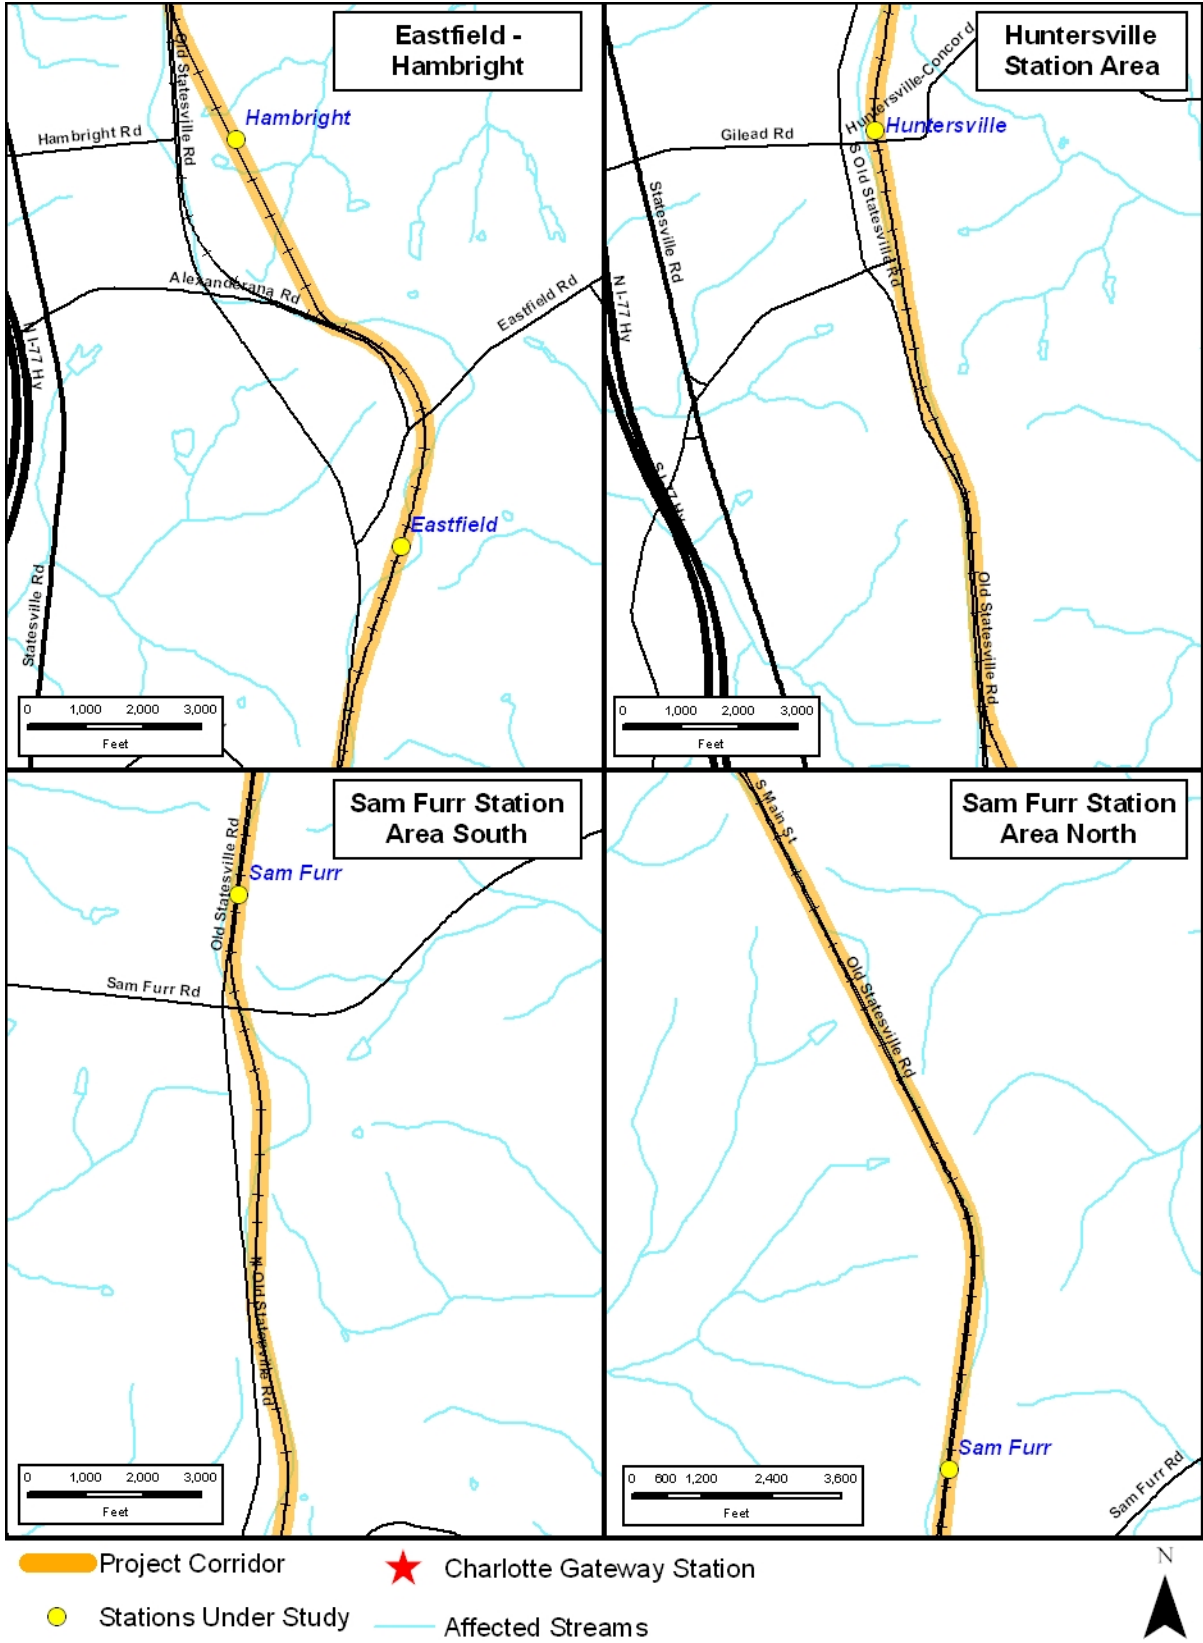 Eastfield -
Hambright
Old Statesville Rd
Hambright
Hambright Rd
Alexanderana Rd
Eastfield Rd
N I-77 Hy
Eastfield
Statesville Rd
0 1,000 2,000 3,000
Feet
Huntersville
Station Area
Huntersville-Concord
Huntersville
Gilead Rd
S Old Statesville Rd
Statesville Rd
N I-77 Hy
S I-77 Hy
Old Statesville Rd
0 1,000 2,000 3,000
Feet
Sam Furr Station
Area South
Old Statesville Rd
Sam Furr
Sam Furr Rd
N Old Statesville Rd
0 1,000 2,000 3,000
Feet
Sam Furr Station
Area North
S Main St
Old Statesville Rd
Sam Furr
Sam Furr Rd
0 600 1,200 2,400 3,600
Feet
Project Corridor
Charlotte Gateway Station
Stations Under Study
Affected Streams
N